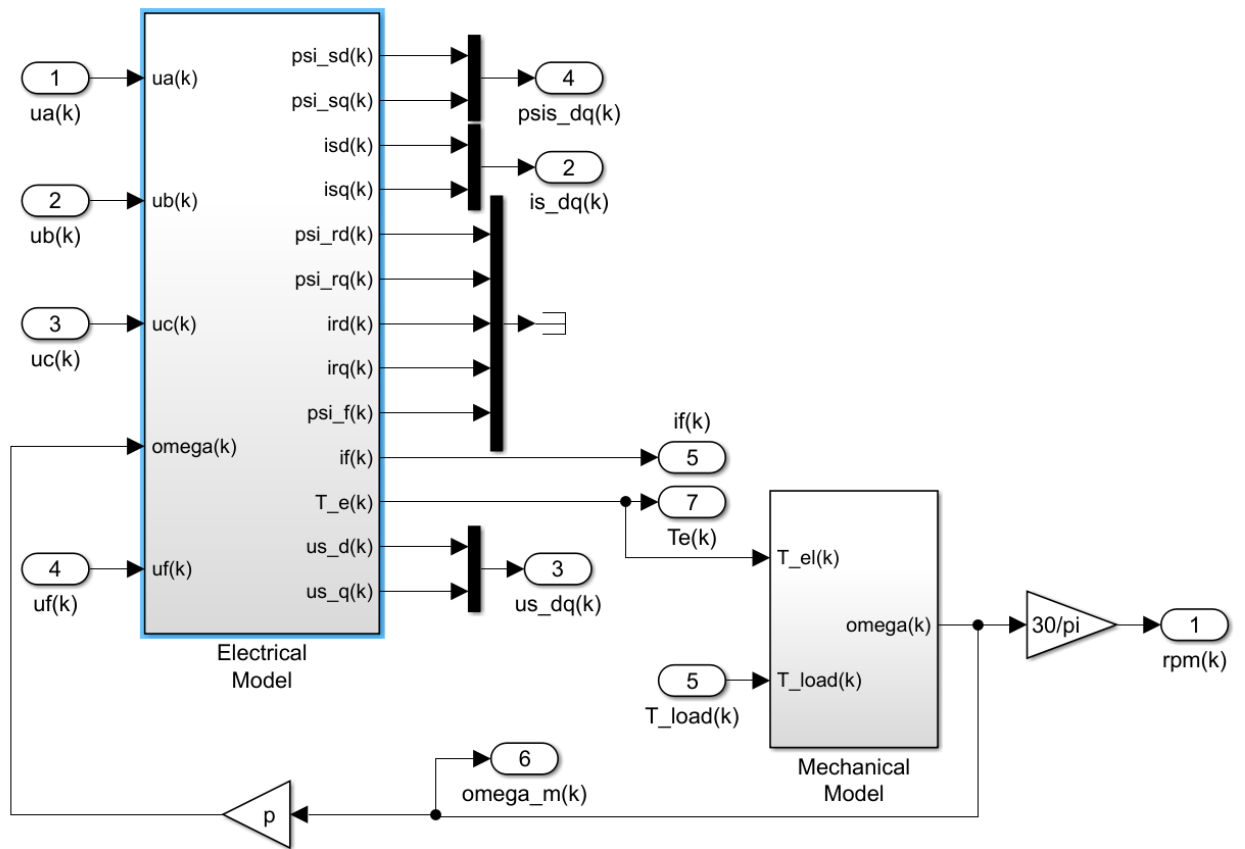 1
ua(k)
2
ub(k)
3
uc(k)
4
uf(k)
ua(k)
ub(k)
uc(k)
omega(k)
uf(k)
psi_sd(k)
psi_sq(k)
isd(k)
isq(k)
psi_rd(k)
psi_rq(k)
ird(k)
irq(k)
psi_f(k)
if(k)
T_e(k)
us_d(k)
us_q(k)
Electrical
Model
4
psis_dq(k)
2
is_dq(k)
if(k)
5
7
Te(k)
3
us_dq(k)
5
T_load(k)
T_el(k)
T_load(k)
omega(k)
Mechanical
Model
30/pi
1
rpm(k)
6
omega_m(k)
p